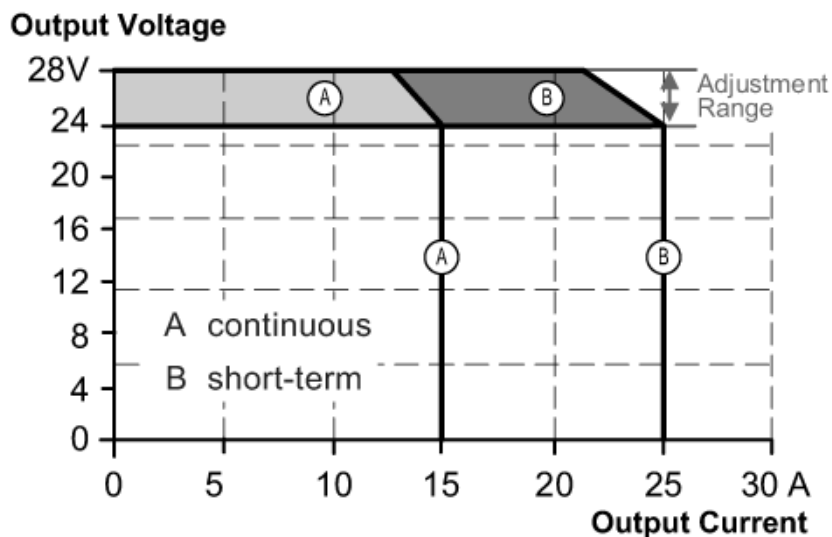 Output Voltage
28V
24
20
16
12
8
4
0
A
B
Adjustment
Range
A
B
A continuous
B short-term
0 5 10 15 20 25 30 A
Output Current